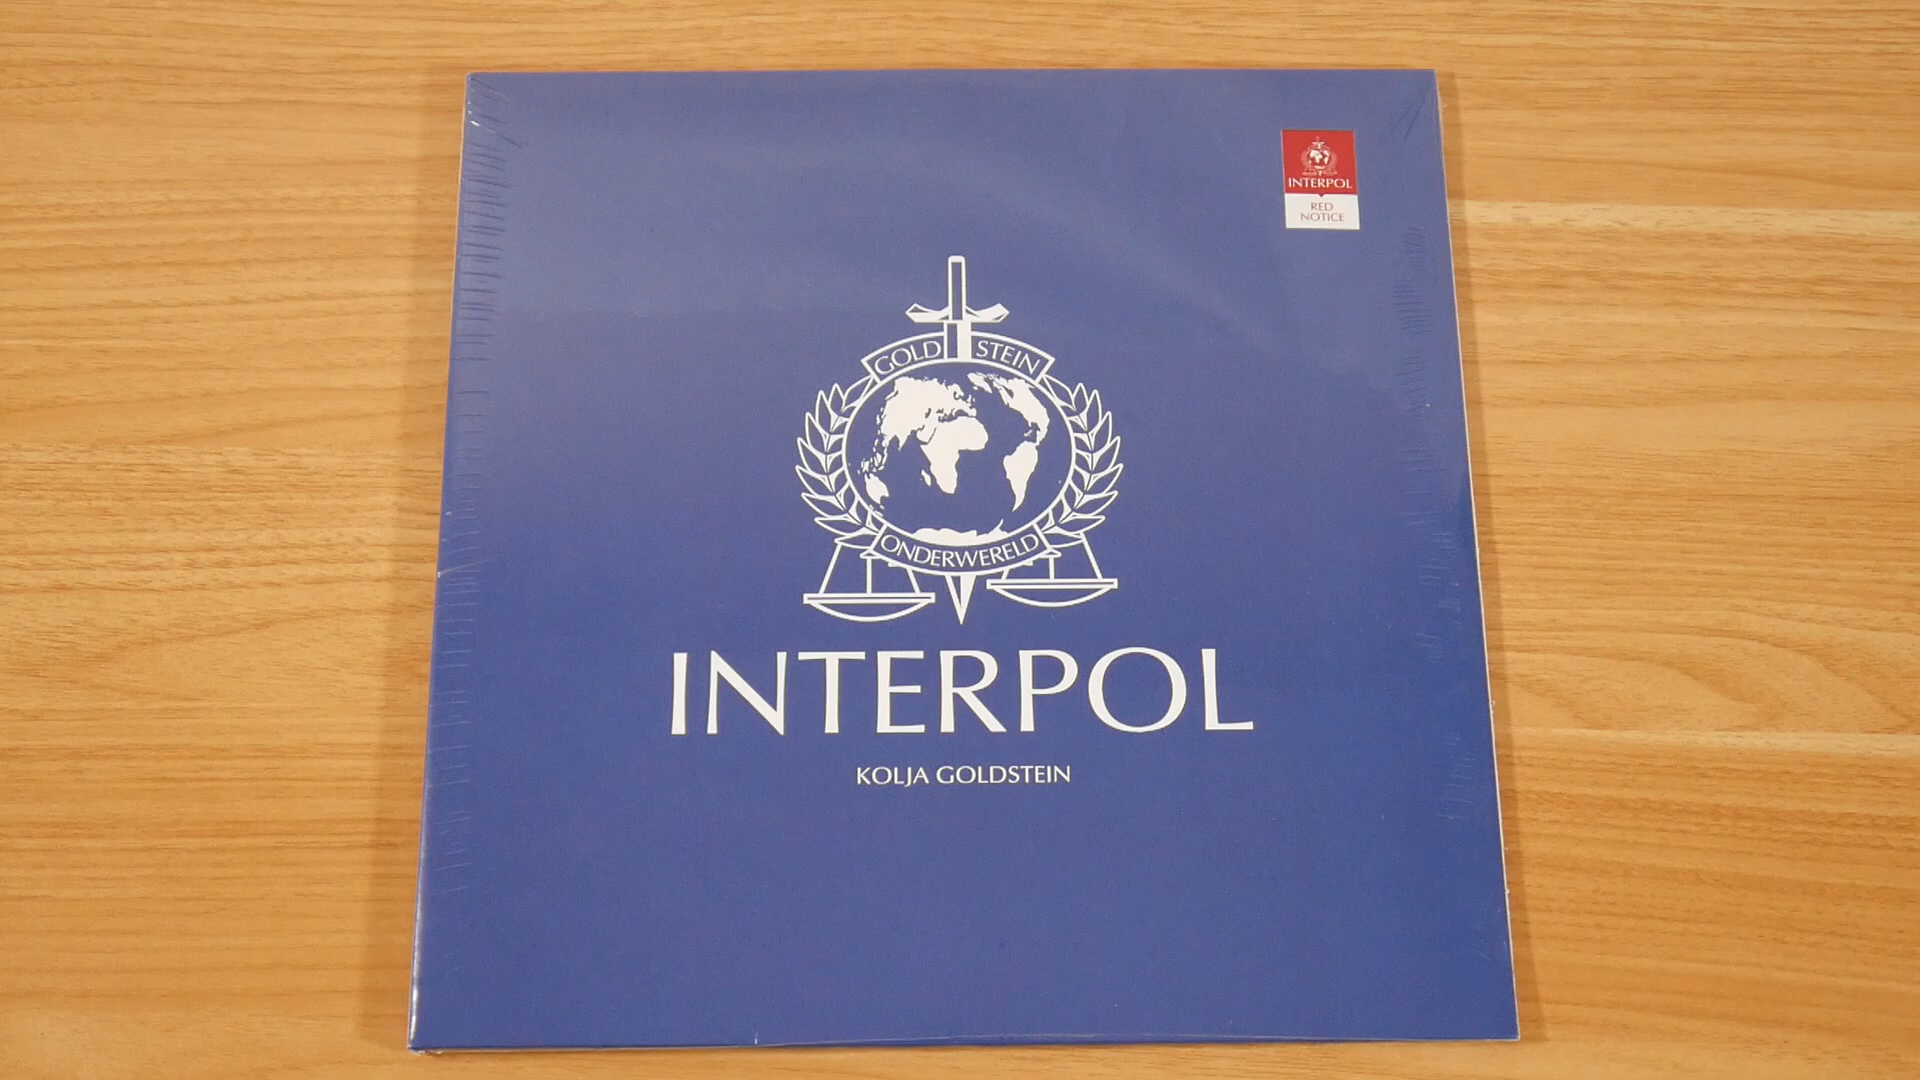 INTERPOL
RED
NOTICE
GOLD STEIN
ONDERWERELD
INTERPOL
KOLJA GOLDSTEIN